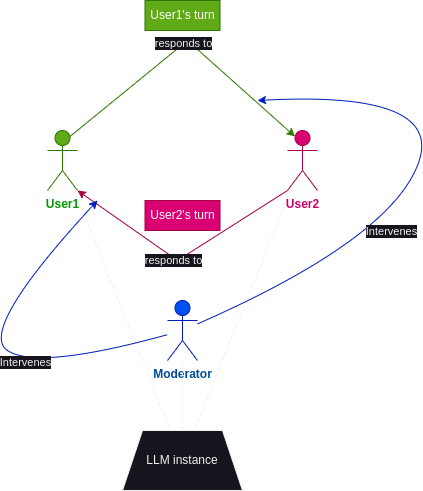 User1's turn
responds to
User1
User2
User2's turn
Intervenes
responds to
Intervenes
Moderator
LLM instance